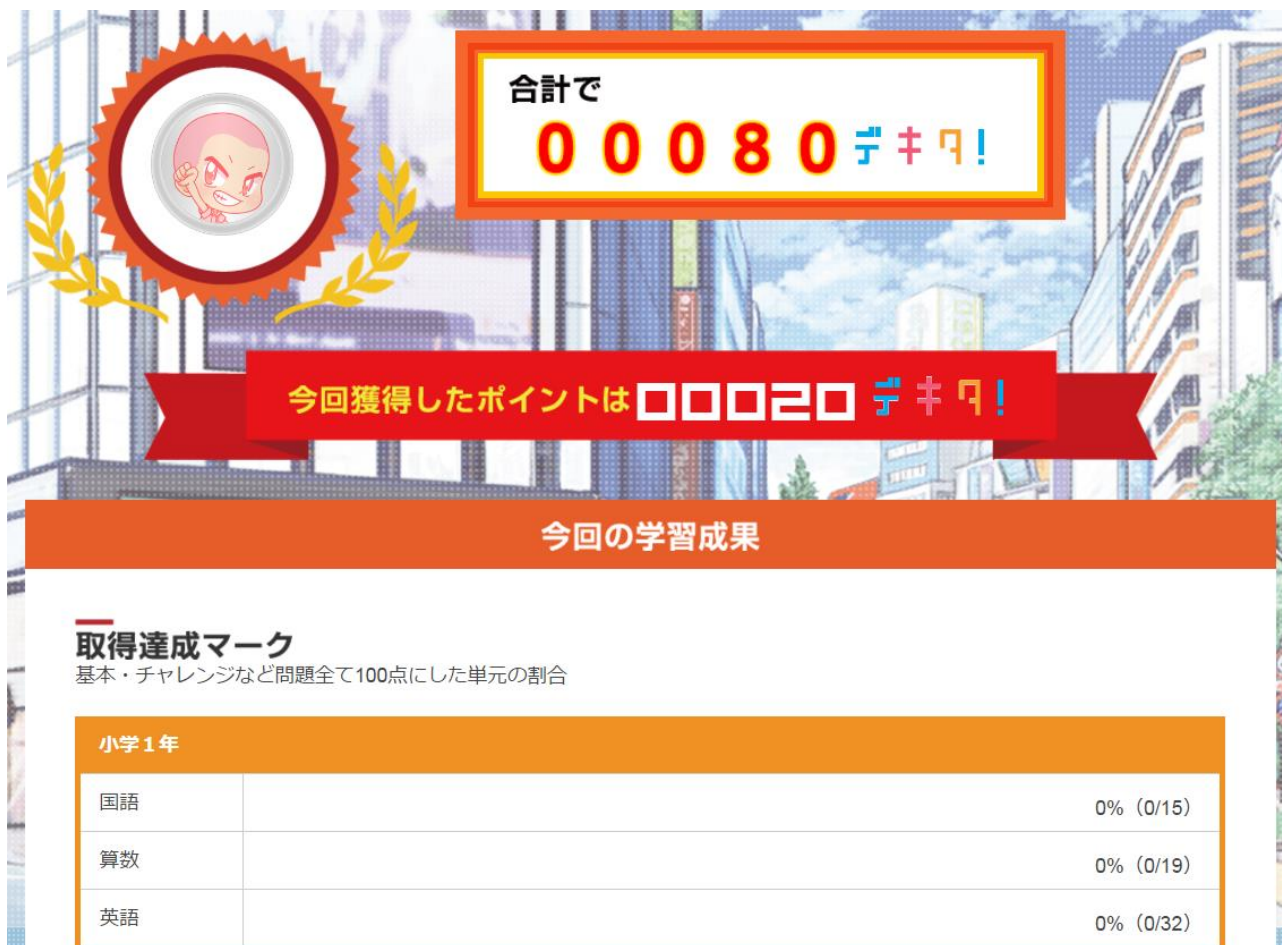 合計で
00080デキタ!
今回獲得したポイントは00020デキタ!
今回の学習成果
取得達成マーク
基本・チャレンジなど問題全て100点にした単元の割合
小学1年
国語 0% (0/15)
算数 0% (0/19)
英語 0% (0/32)